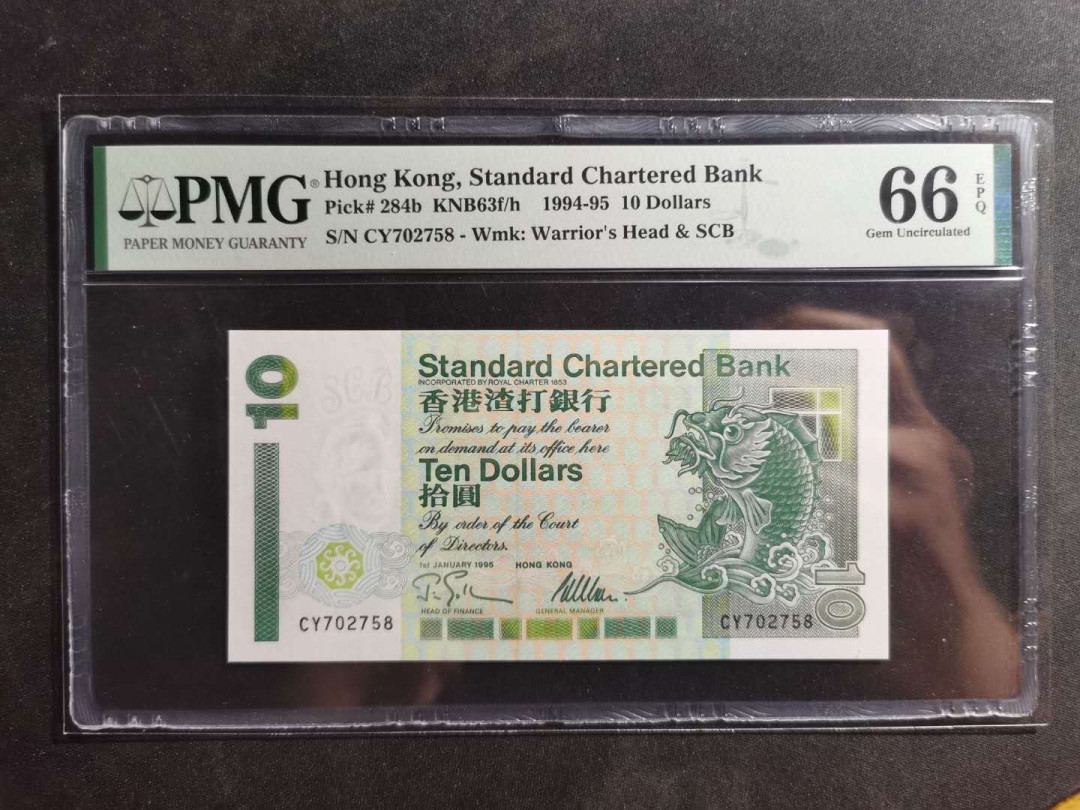 PMG®
PAPER MONEY GUARANTY
Hong Kong, Standard Chartered Bank
Pick# 284b KNB63f/h 1994-95 10 Dollars
S/N CY702758 - Wmk: Warrior's Head & SCB
66 EPQ
Gem Uncirculated
10
Standard Chartered Bank
INCORPORATED BY ROYAL CHARTER 1853
香港渣打銀行
Promises to pay the bearer
on demand at its office here
Ten Dollars
拾圓
By order of the Court
of Directors.
1st JANUARY 1995 HONG KONG
HEAD OF FINANCE GENERAL MANAGER
CY702758 CY702758
10